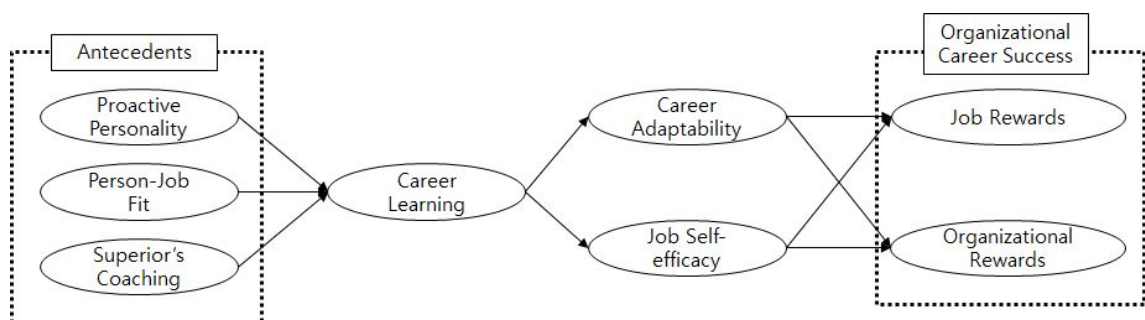 Antecedents
Proactive
Personality
Person-Job
Fit
Superior's
Coaching
Career
Learning
Career
Adaptability
Job Self-
efficacy
Organizational
Career Success
Job Rewards
Organizational
Rewards